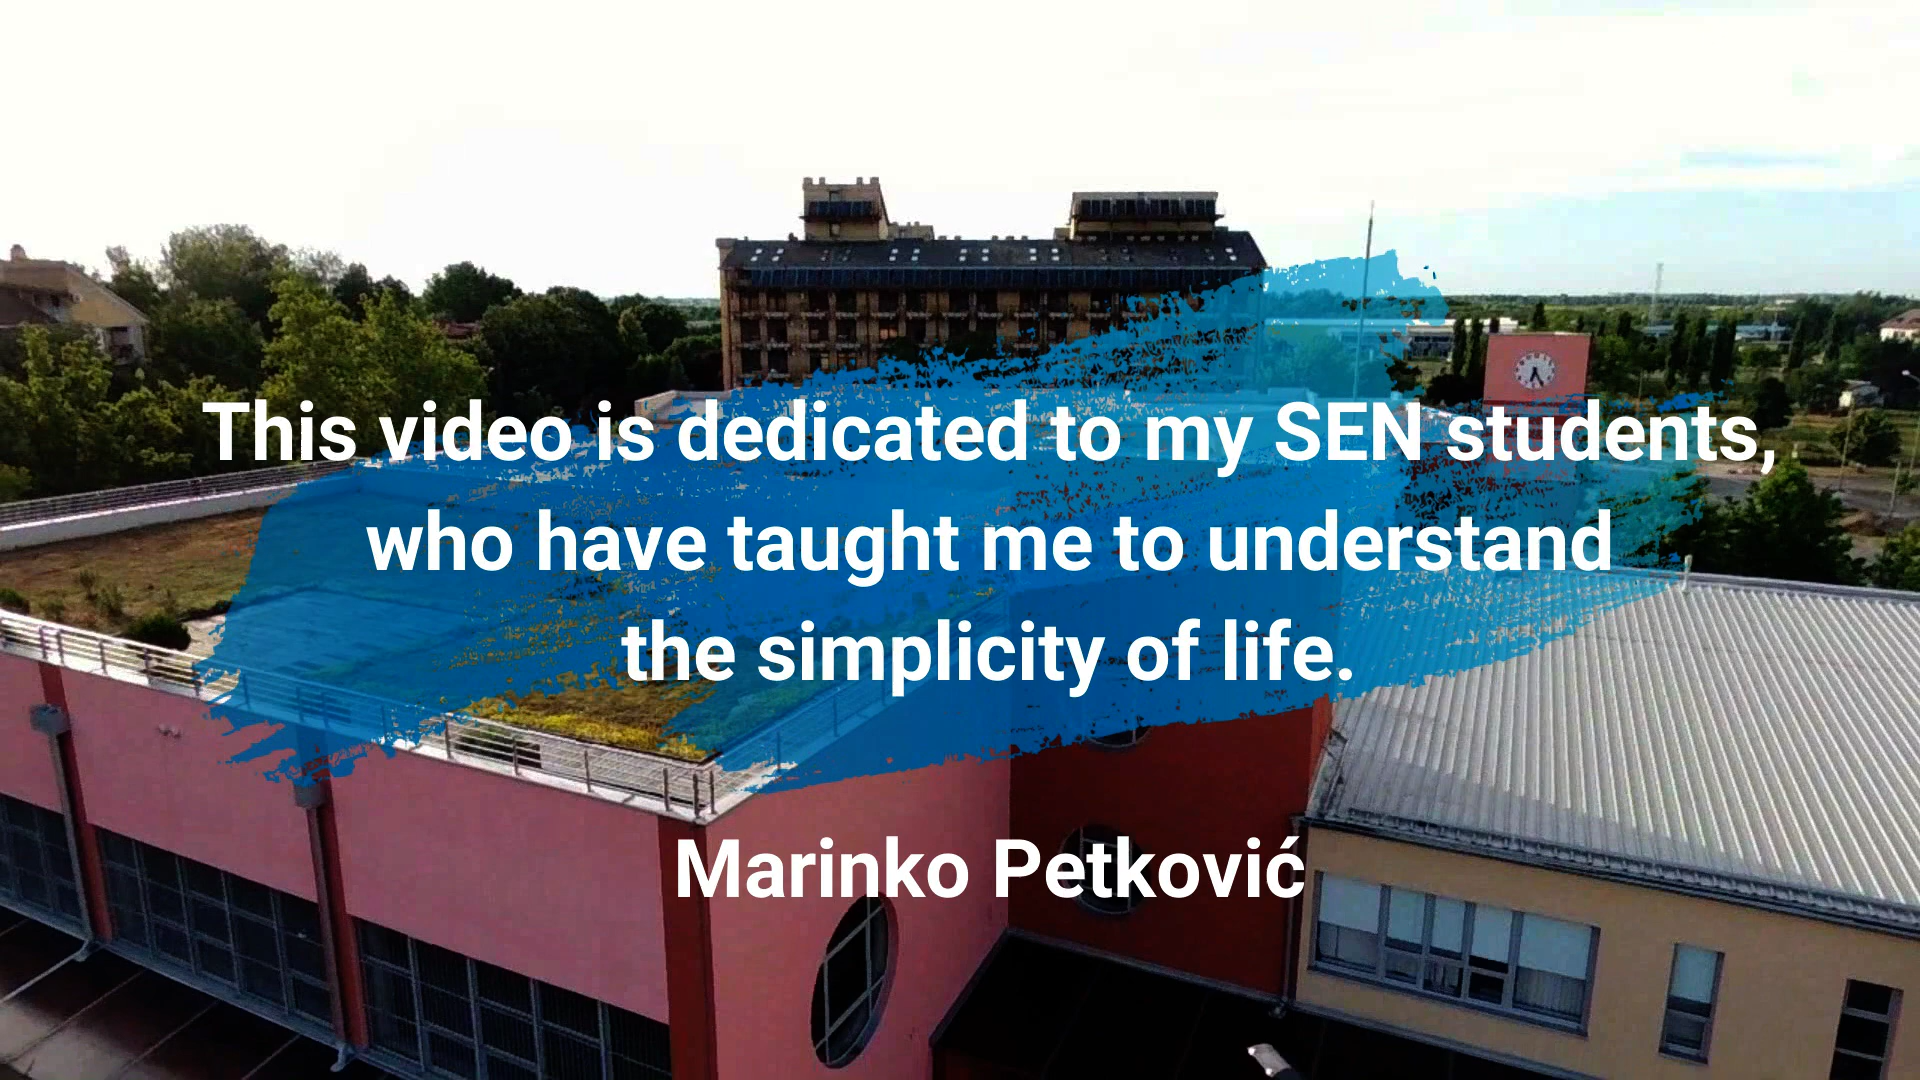 This video is dedicated to my SEN students,
who have taught me to understand
the simplicity of life.
Marinko Petković